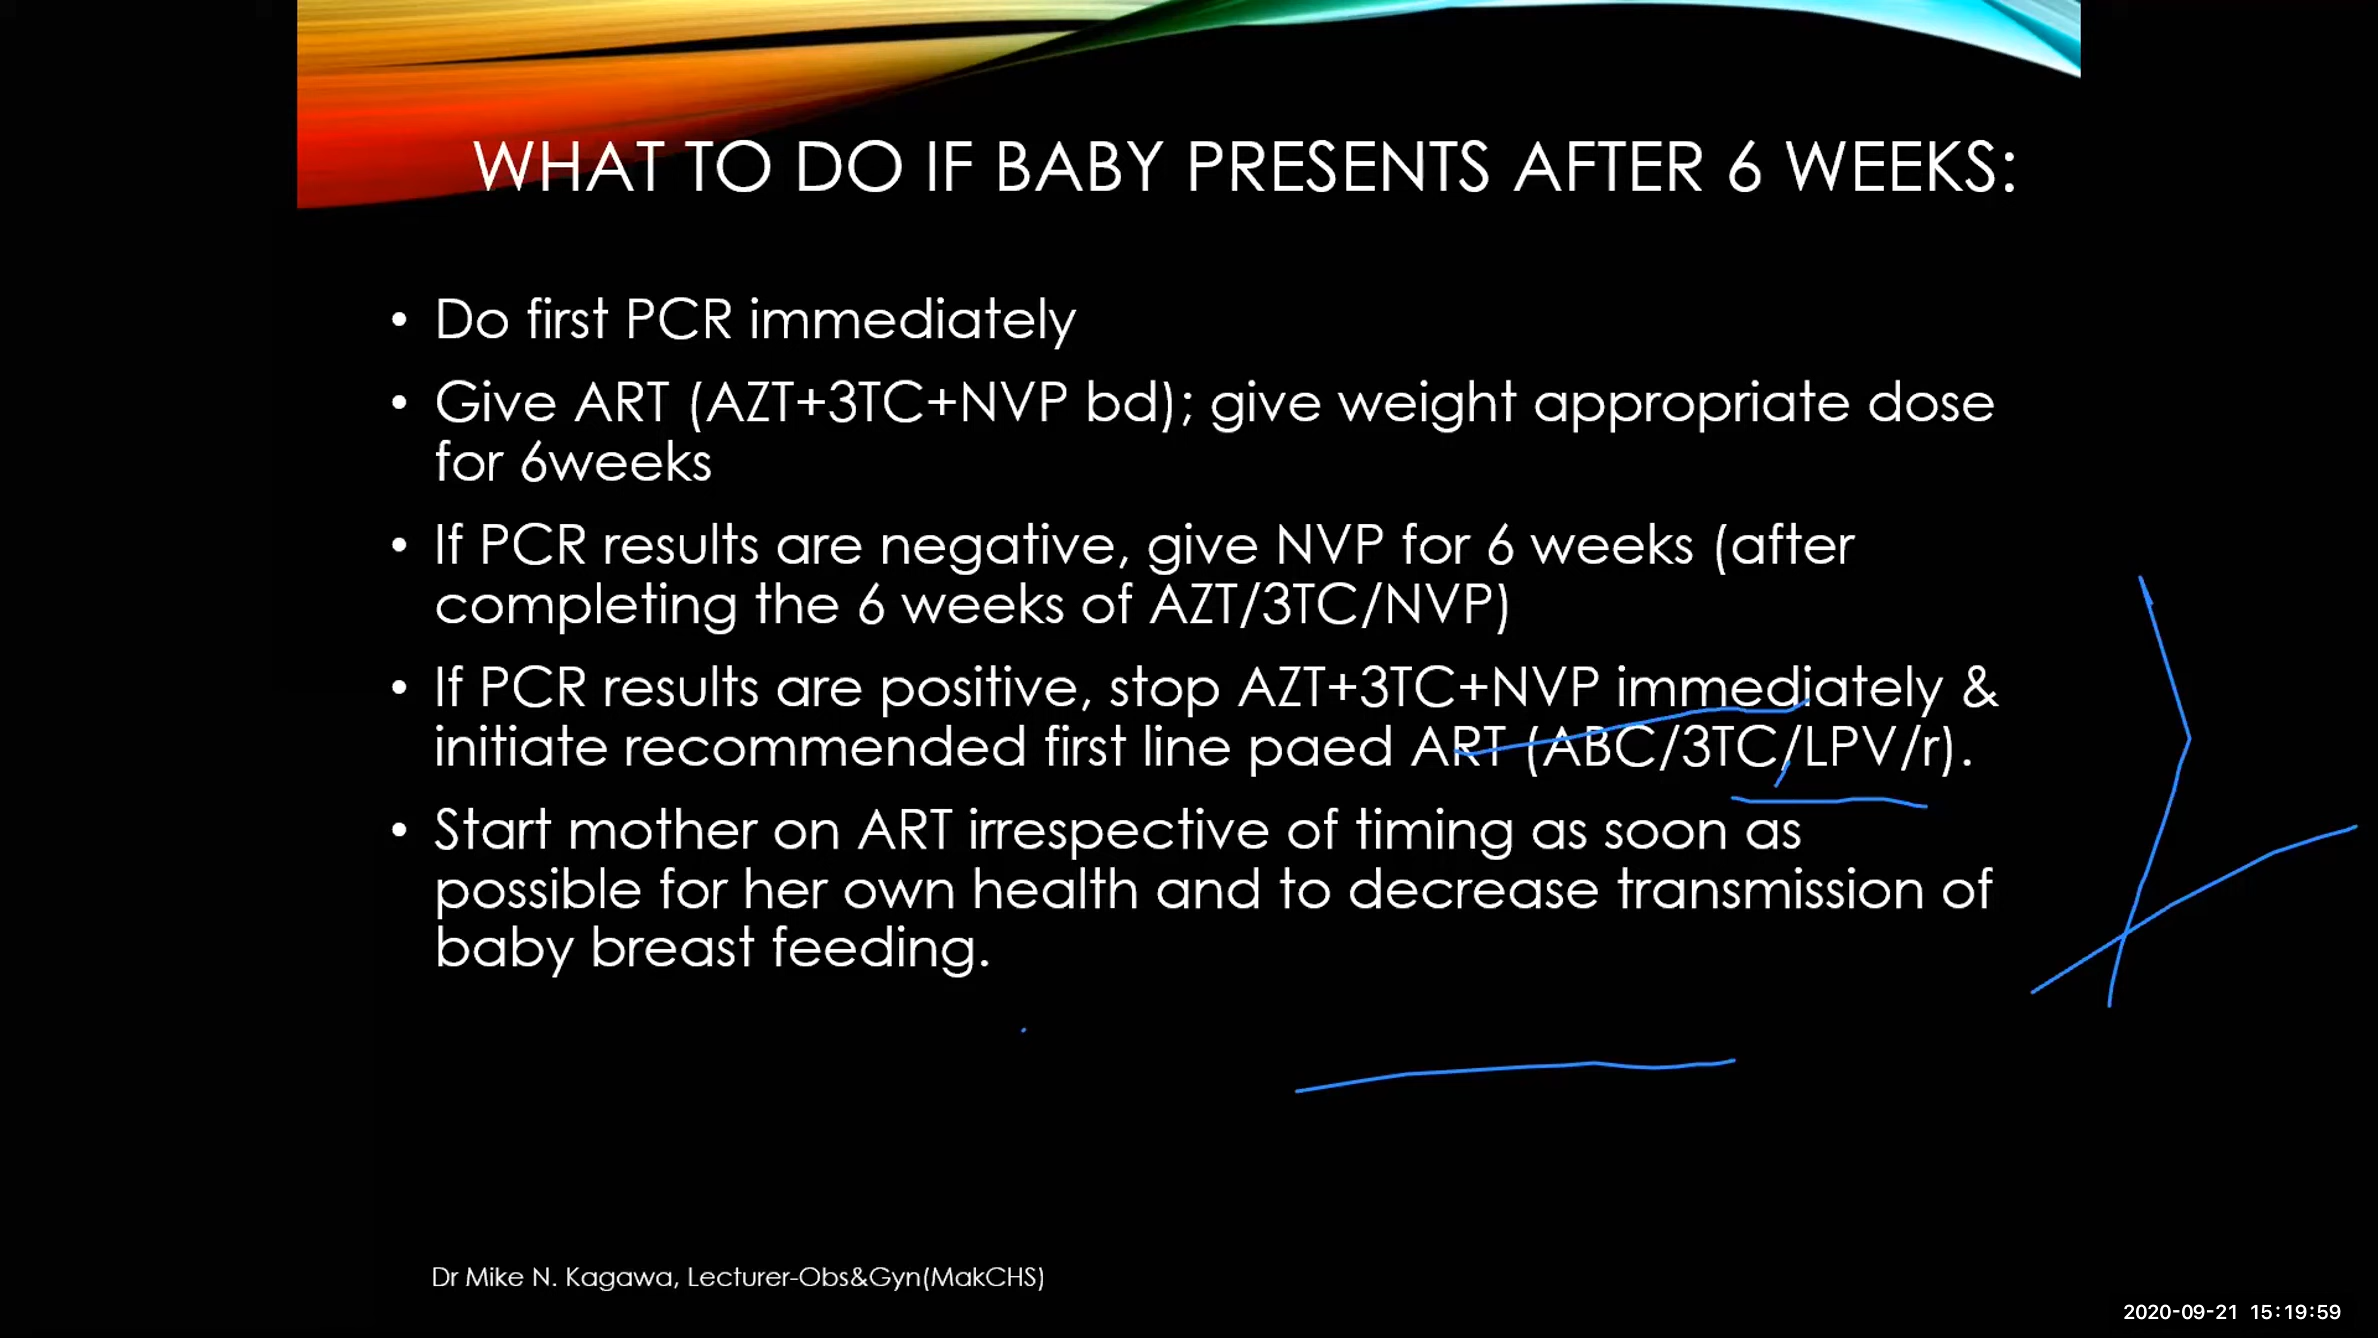 WHAT TO DO IF BABY PRESENTS AFTER 6 WEEKS:
• Do first PCR immediately
• Give ART (AZT+3TC+NVP bd); give weight appropriate dose
for 6weeks
• If PCR results are negative, give NVP for 6 weeks (after
completing the 6 weeks of AZT/3TC/NVP)
• If PCR results are positive, stop AZT+3TC+NVP immediately &
initiate recommended first line paed ART (ABC/3TC/LPV/r).
• Start mother on ART irrespective of timing as soon as
possible for her own health and to decrease transmission of
baby breast feeding.
Dr Mike N. Kagawa, Lecturer-Obs&Gyn(MakCHS)
2020-09-21 15:19:59